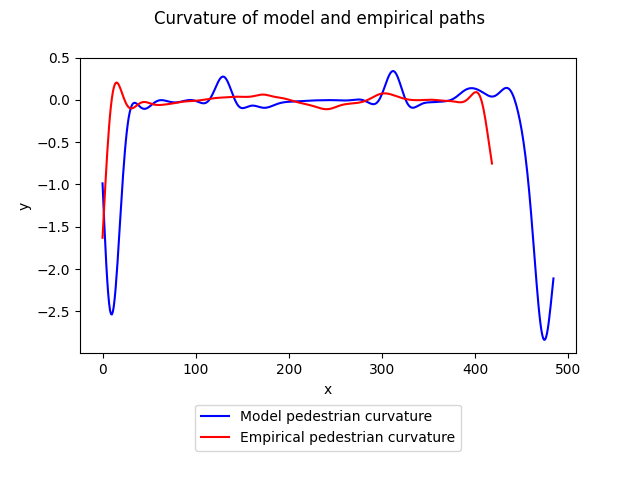 Curvature of model and empirical paths
0.5
0.0
−0.5
−1.0
−1.5
−2.0
−2.5
y
0 100 200 300 400 500
x
Model pedestrian curvature
Empirical pedestrian curvature